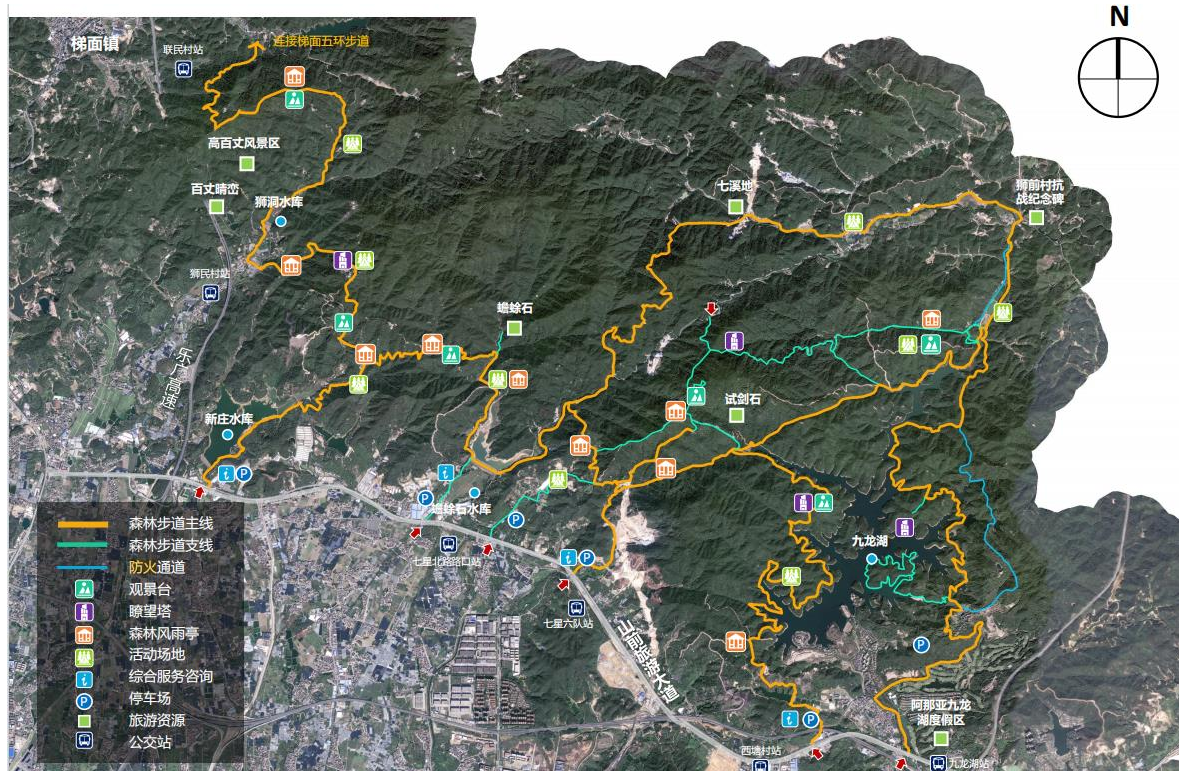 N
梯面镇
联民村站
连接梯面五环步道
高百丈风景区
百丈晴峦
狮洞水库
狮民村站
乐广高速
蟾蜍石
七溪地
狮前村抗
战纪念碑
试剑石
新庄水库
蟾蜍石水库
七星北路路口站
七星六队站
九龙湖
阿那亚九龙
湖度假区
西塘村站
九龙湖站
森林步道主线
森林步道支线
防火通道
观景台
瞭望塔
森林风雨亭
活动场地
综合服务咨询
停车场
旅游资源
公交站
i P
P
i
P
i P
P
i P
i
P